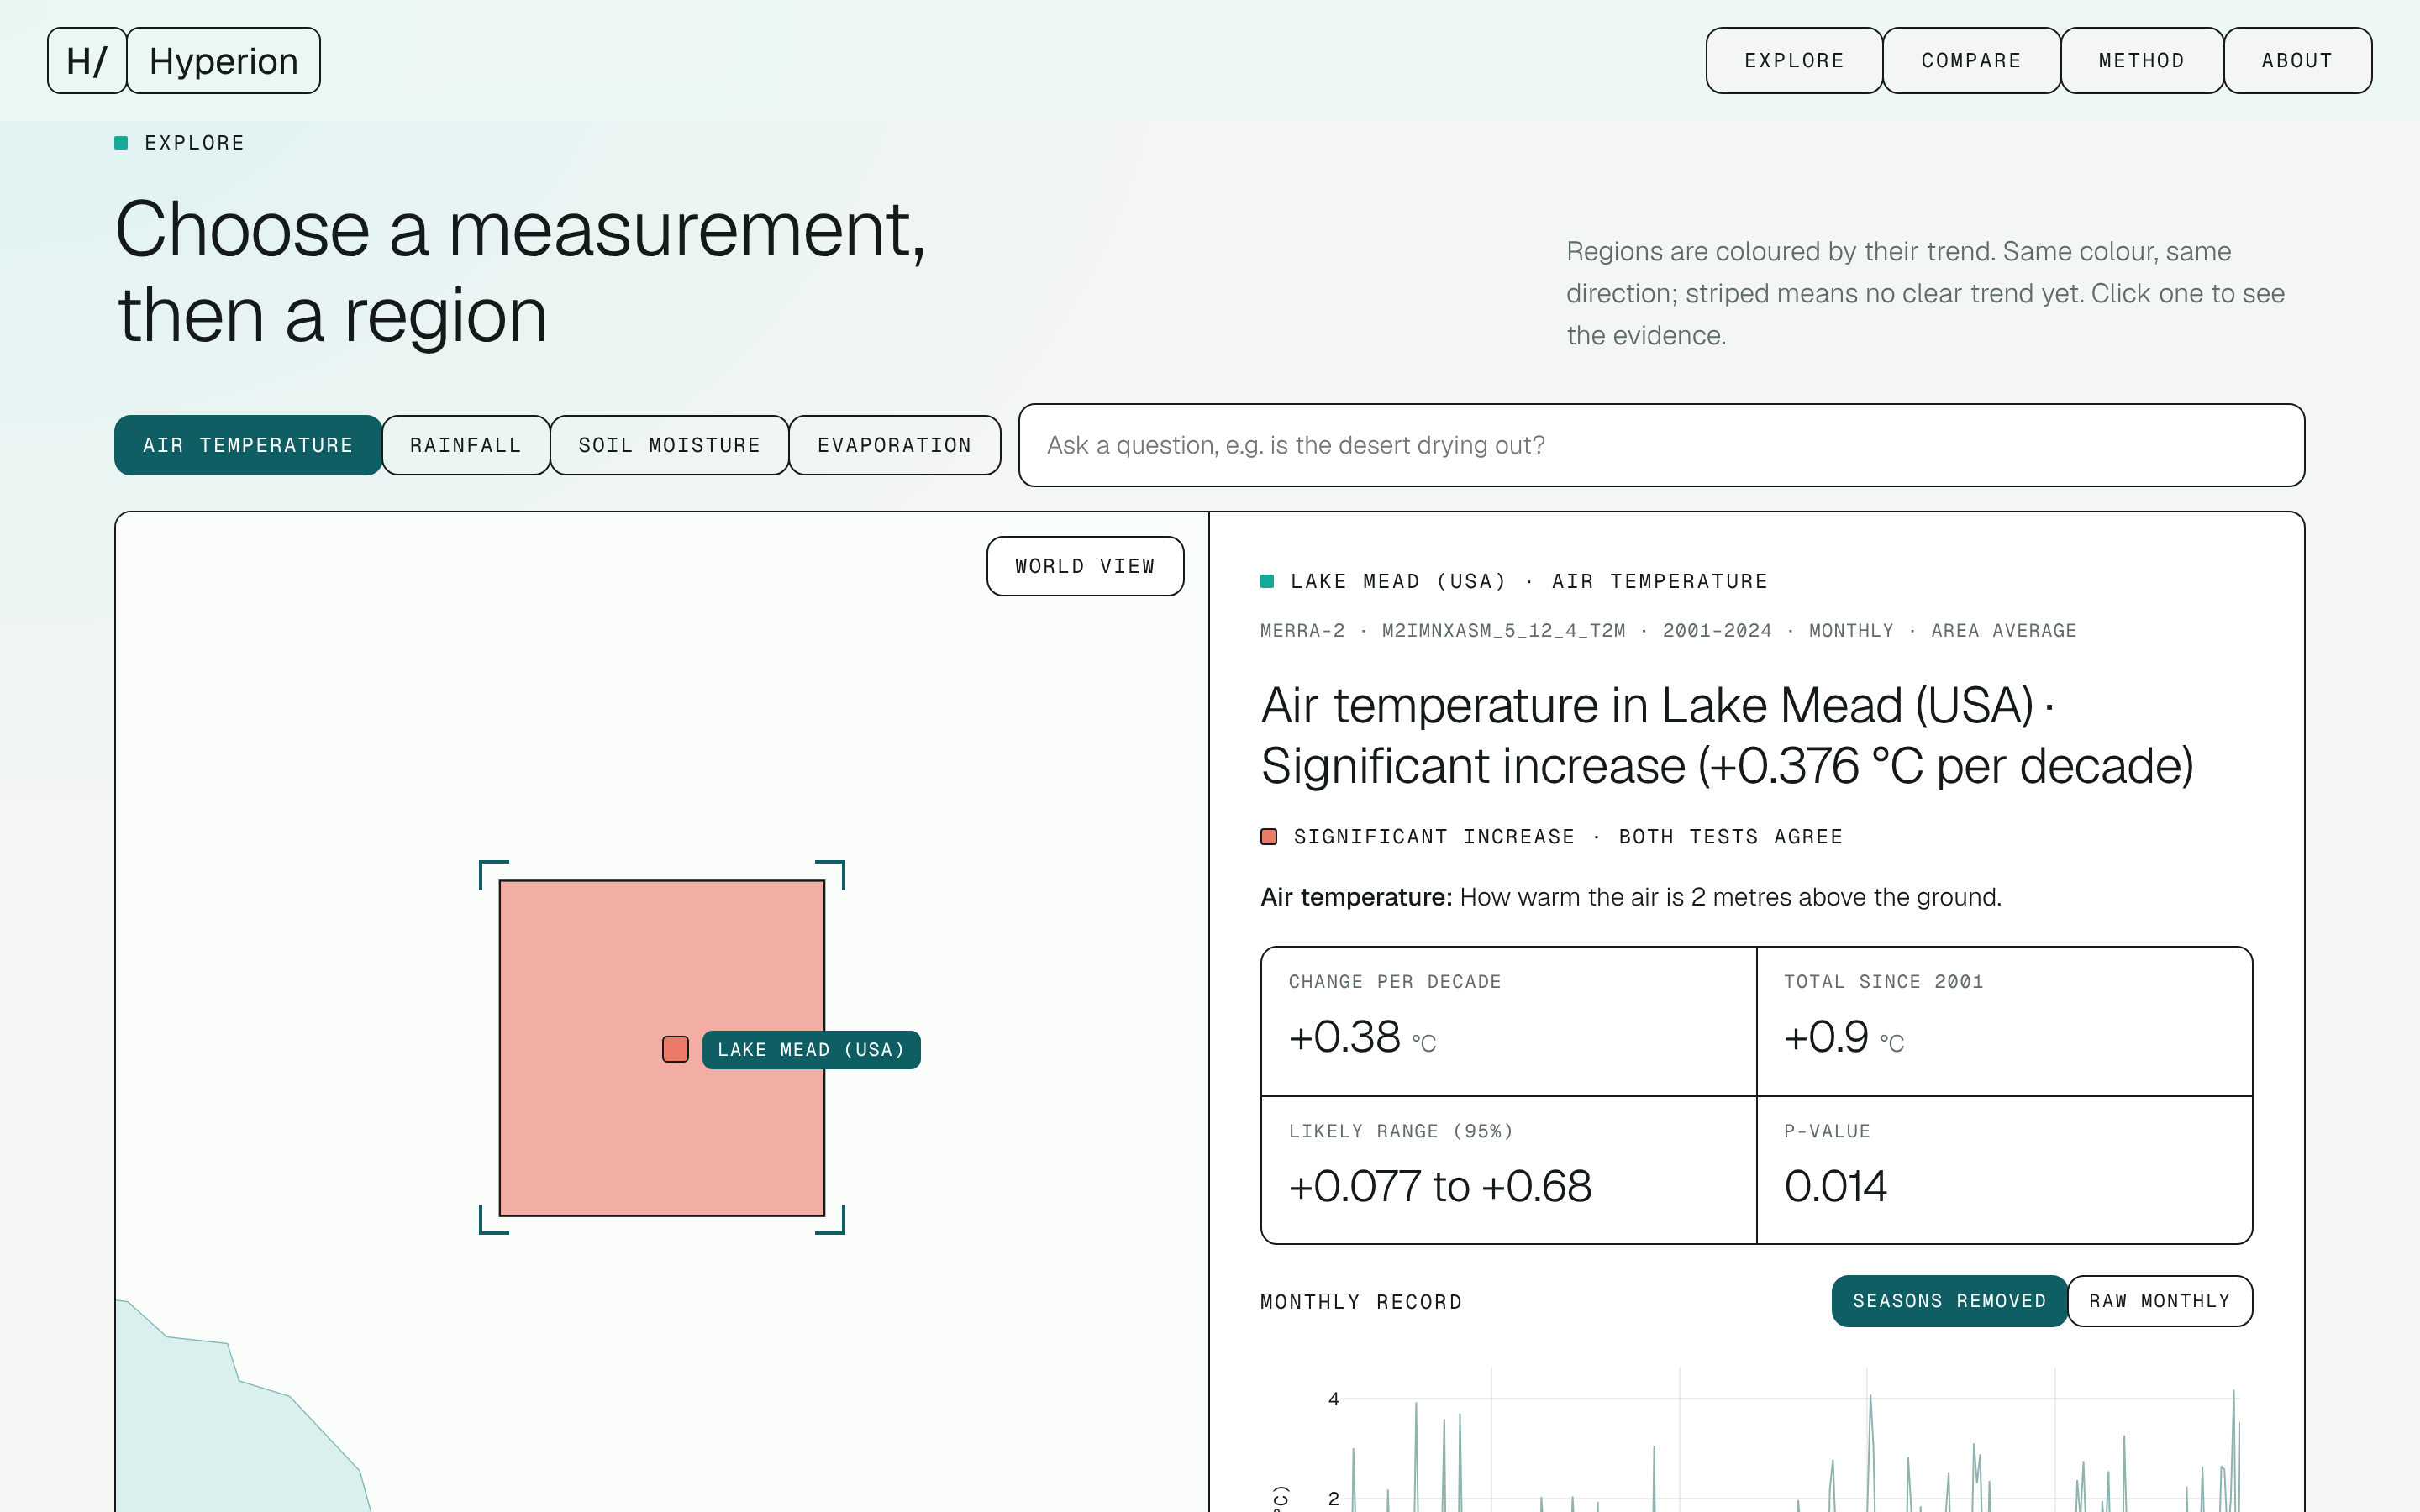 H/ Hyperion
EXPLORE COMPARE METHOD ABOUT
EXPLORE
Choose a measurement,
then a region
Regions are coloured by their trend. Same colour, same
direction; striped means no clear trend yet. Click one to see
the evidence.
AIR TEMPERATURE RAINFALL SOIL MOISTURE EVAPORATION
Ask a question, e.g. is the desert drying out?
WORLD VIEW
LAKE MEAD (USA)
LAKE MEAD (USA) · AIR TEMPERATURE
MERRA-2 · M2IMNXASM_5_12_4_T2M · 2001–2024 · MONTHLY · AREA AVERAGE
Air temperature in Lake Mead (USA) ·
Significant increase (+0.376 °C per decade)
SIGNIFICANT INCREASE · BOTH TESTS AGREE
Air temperature: How warm the air is 2 metres above the ground.
CHANGE PER DECADE
+0.38 °C
TOTAL SINCE 2001
+0.9 °C
LIKELY RANGE (95%)
+0.077 to +0.68
P-VALUE
0.014
MONTHLY RECORD
SEASONS REMOVED RAW MONTHLY
4
2
°C)